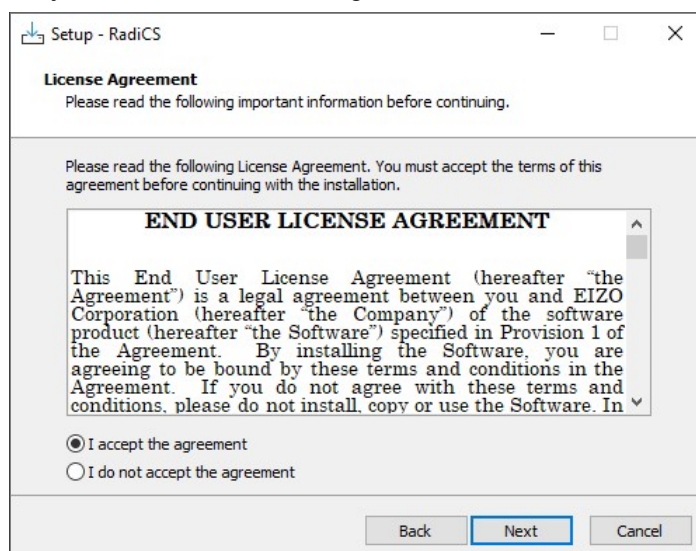 Setup - RadiCS
License Agreement
Please read the following important information before continuing.
Please read the following License Agreement. You must accept the terms of this
agreement before continuing with the installation.
END USER LICENSE AGREEMENT
This End User License Agreement (hereafter “the
Agreement”) is a legal agreement between you and EIZO
Corporation (hereafter “the Company”) of the software
product (hereafter “the Software”) specified in Provision 1 of
the Agreement. By installing the Software, you are
agreeing to be bound by these terms and conditions in the
Agreement. If you do not agree with these terms and
conditions, please do not install, copy or use the Software. In
I accept the agreement
I do not accept the agreement
Back Next Cancel